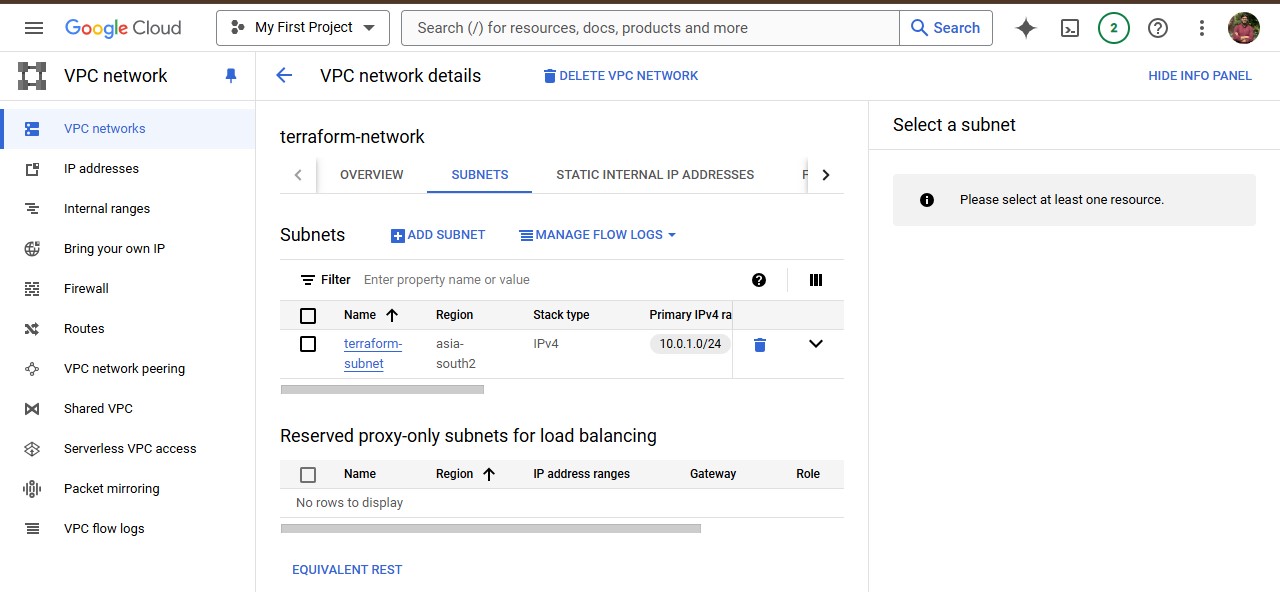 Google Cloud
My First Project
Search (/) for resources, docs, products and more
Search
2
VPC network
VPC network details
DELETE VPC NETWORK
HIDE INFO PANEL
VPC networks
IP addresses
Internal ranges
Bring your own IP
Firewall
Routes
VPC network peering
Shared VPC
Serverless VPC access
Packet mirroring
VPC flow logs
terraform-network
OVERVIEW SUBNETS STATIC INTERNAL IP ADDRESSES F
Subnets ADD SUBNET MANAGE FLOW LOGS
Filter Enter property name or value
Name Region Stack type Primary IPv4 ra
terraform- asia- IPv4 10.0.1.0/24
subnet south2
Reserved proxy-only subnets for load balancing
Name Region IP address ranges Gateway Role
No rows to display
EQUIVALENT REST
Select a subnet
Please select at least one resource.